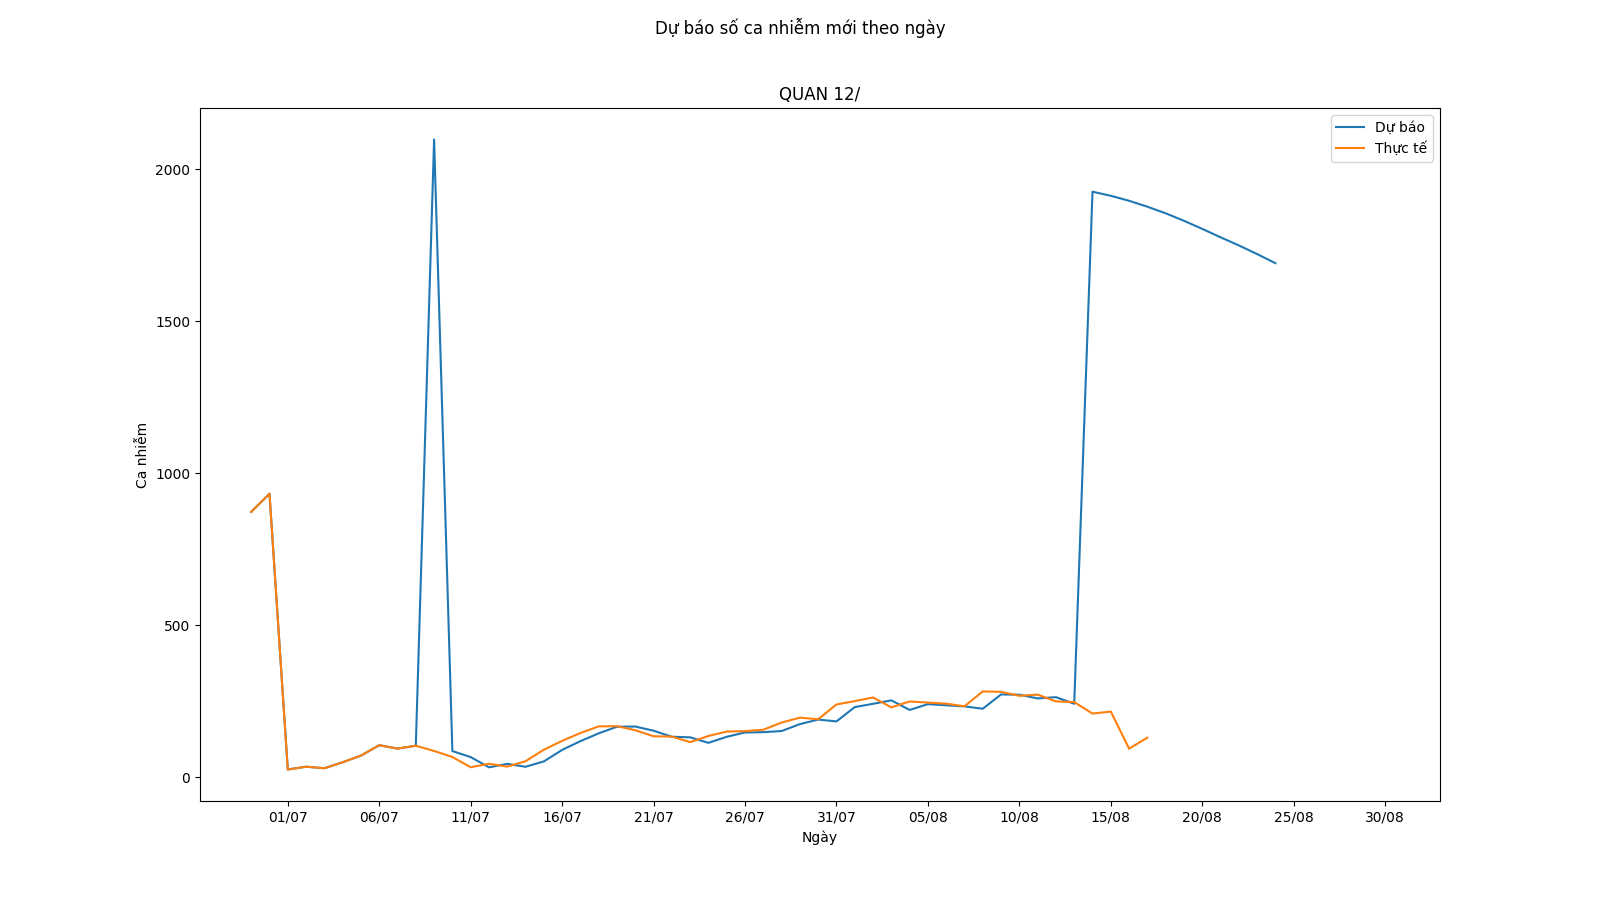 Dự báo số ca nhiễm mới theo ngày
QUAN 12/
Dự báo
Thực tế
2000
1500
1000
500
0
Ca nhiễm
01/07 06/07 11/07 16/07 21/07 26/07 31/07 05/08 10/08 15/08 20/08 25/08 30/08
Ngày